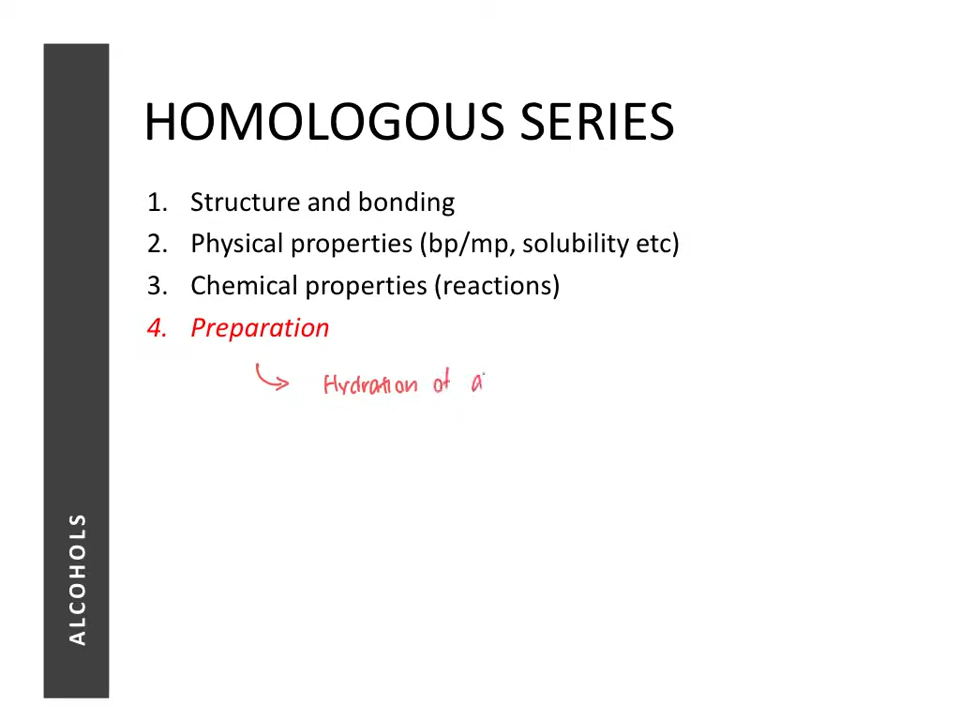 HOMOLOGOUS SERIES
1. Structure and bonding
2. Physical properties (bp/mp, solubility etc)
3. Chemical properties (reactions)
4. Preparation
Hydration of a
ALCOHOLS